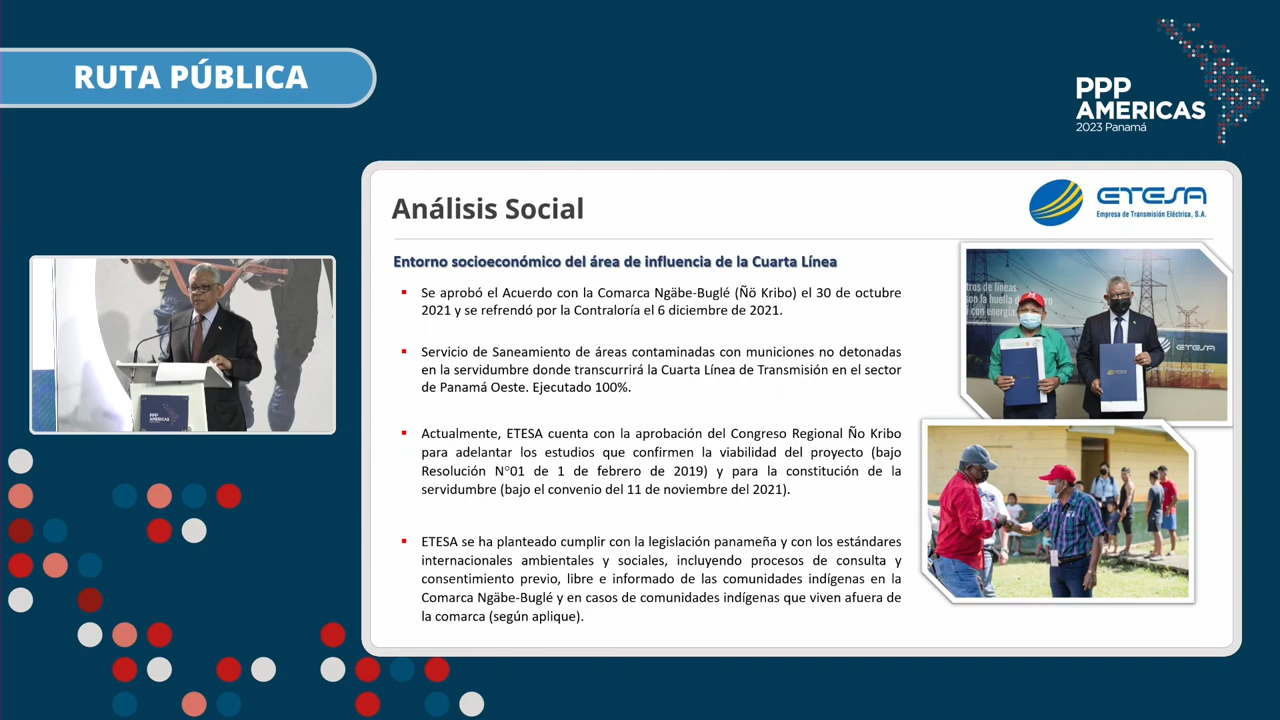 RUTA PÚBLICA
PPP
AMERICAS
2023 Panamá
Análisis Social
ETESA
Empresa de Transmisión Eléctrica, S.A.
Entorno socioeconómico del área de influencia de la Cuarta Línea
Se aprobó el Acuerdo con la Comarca Ngäbe-Buglé (Ñö Kribo) el 30 de octubre
2021 y se refrendó por la Contraloría el 6 diciembre de 2021.
Servicio de Saneamiento de áreas contaminadas con municiones no detonadas
en la servidumbre donde transcurrirá la Cuarta Línea de Transmisión en el sector
de Panamá Oeste. Ejecutado 100%.
Actualmente, ETESA cuenta con la aprobación del Congreso Regional Ño Kribo
para adelantar los estudios que confirmen la viabilidad del proyecto (bajo
Resolución N°01 de 1 de febrero de 2019) y para la constitución de la
servidumbre (bajo el convenio del 11 de noviembre del 2021).
ETESA se ha planteado cumplir con la legislación panameña y con los estándares
internacionales ambientales y sociales, incluyendo procesos de consulta y
consentimiento previo, libre e informado de las comunidades indígenas en la
Comarca Ngäbe-Buglé y en casos de comunidades indígenas que viven afuera de
la comarca (según aplique).
tros de líneas
con energía
ETESA
PPP
AMERICAS